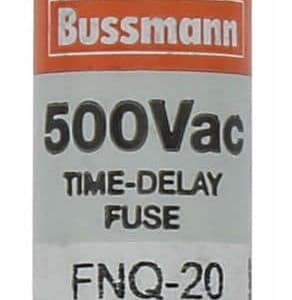 Bussmann
500Vac
TIME-DELAY
FUSE
FNQ-20